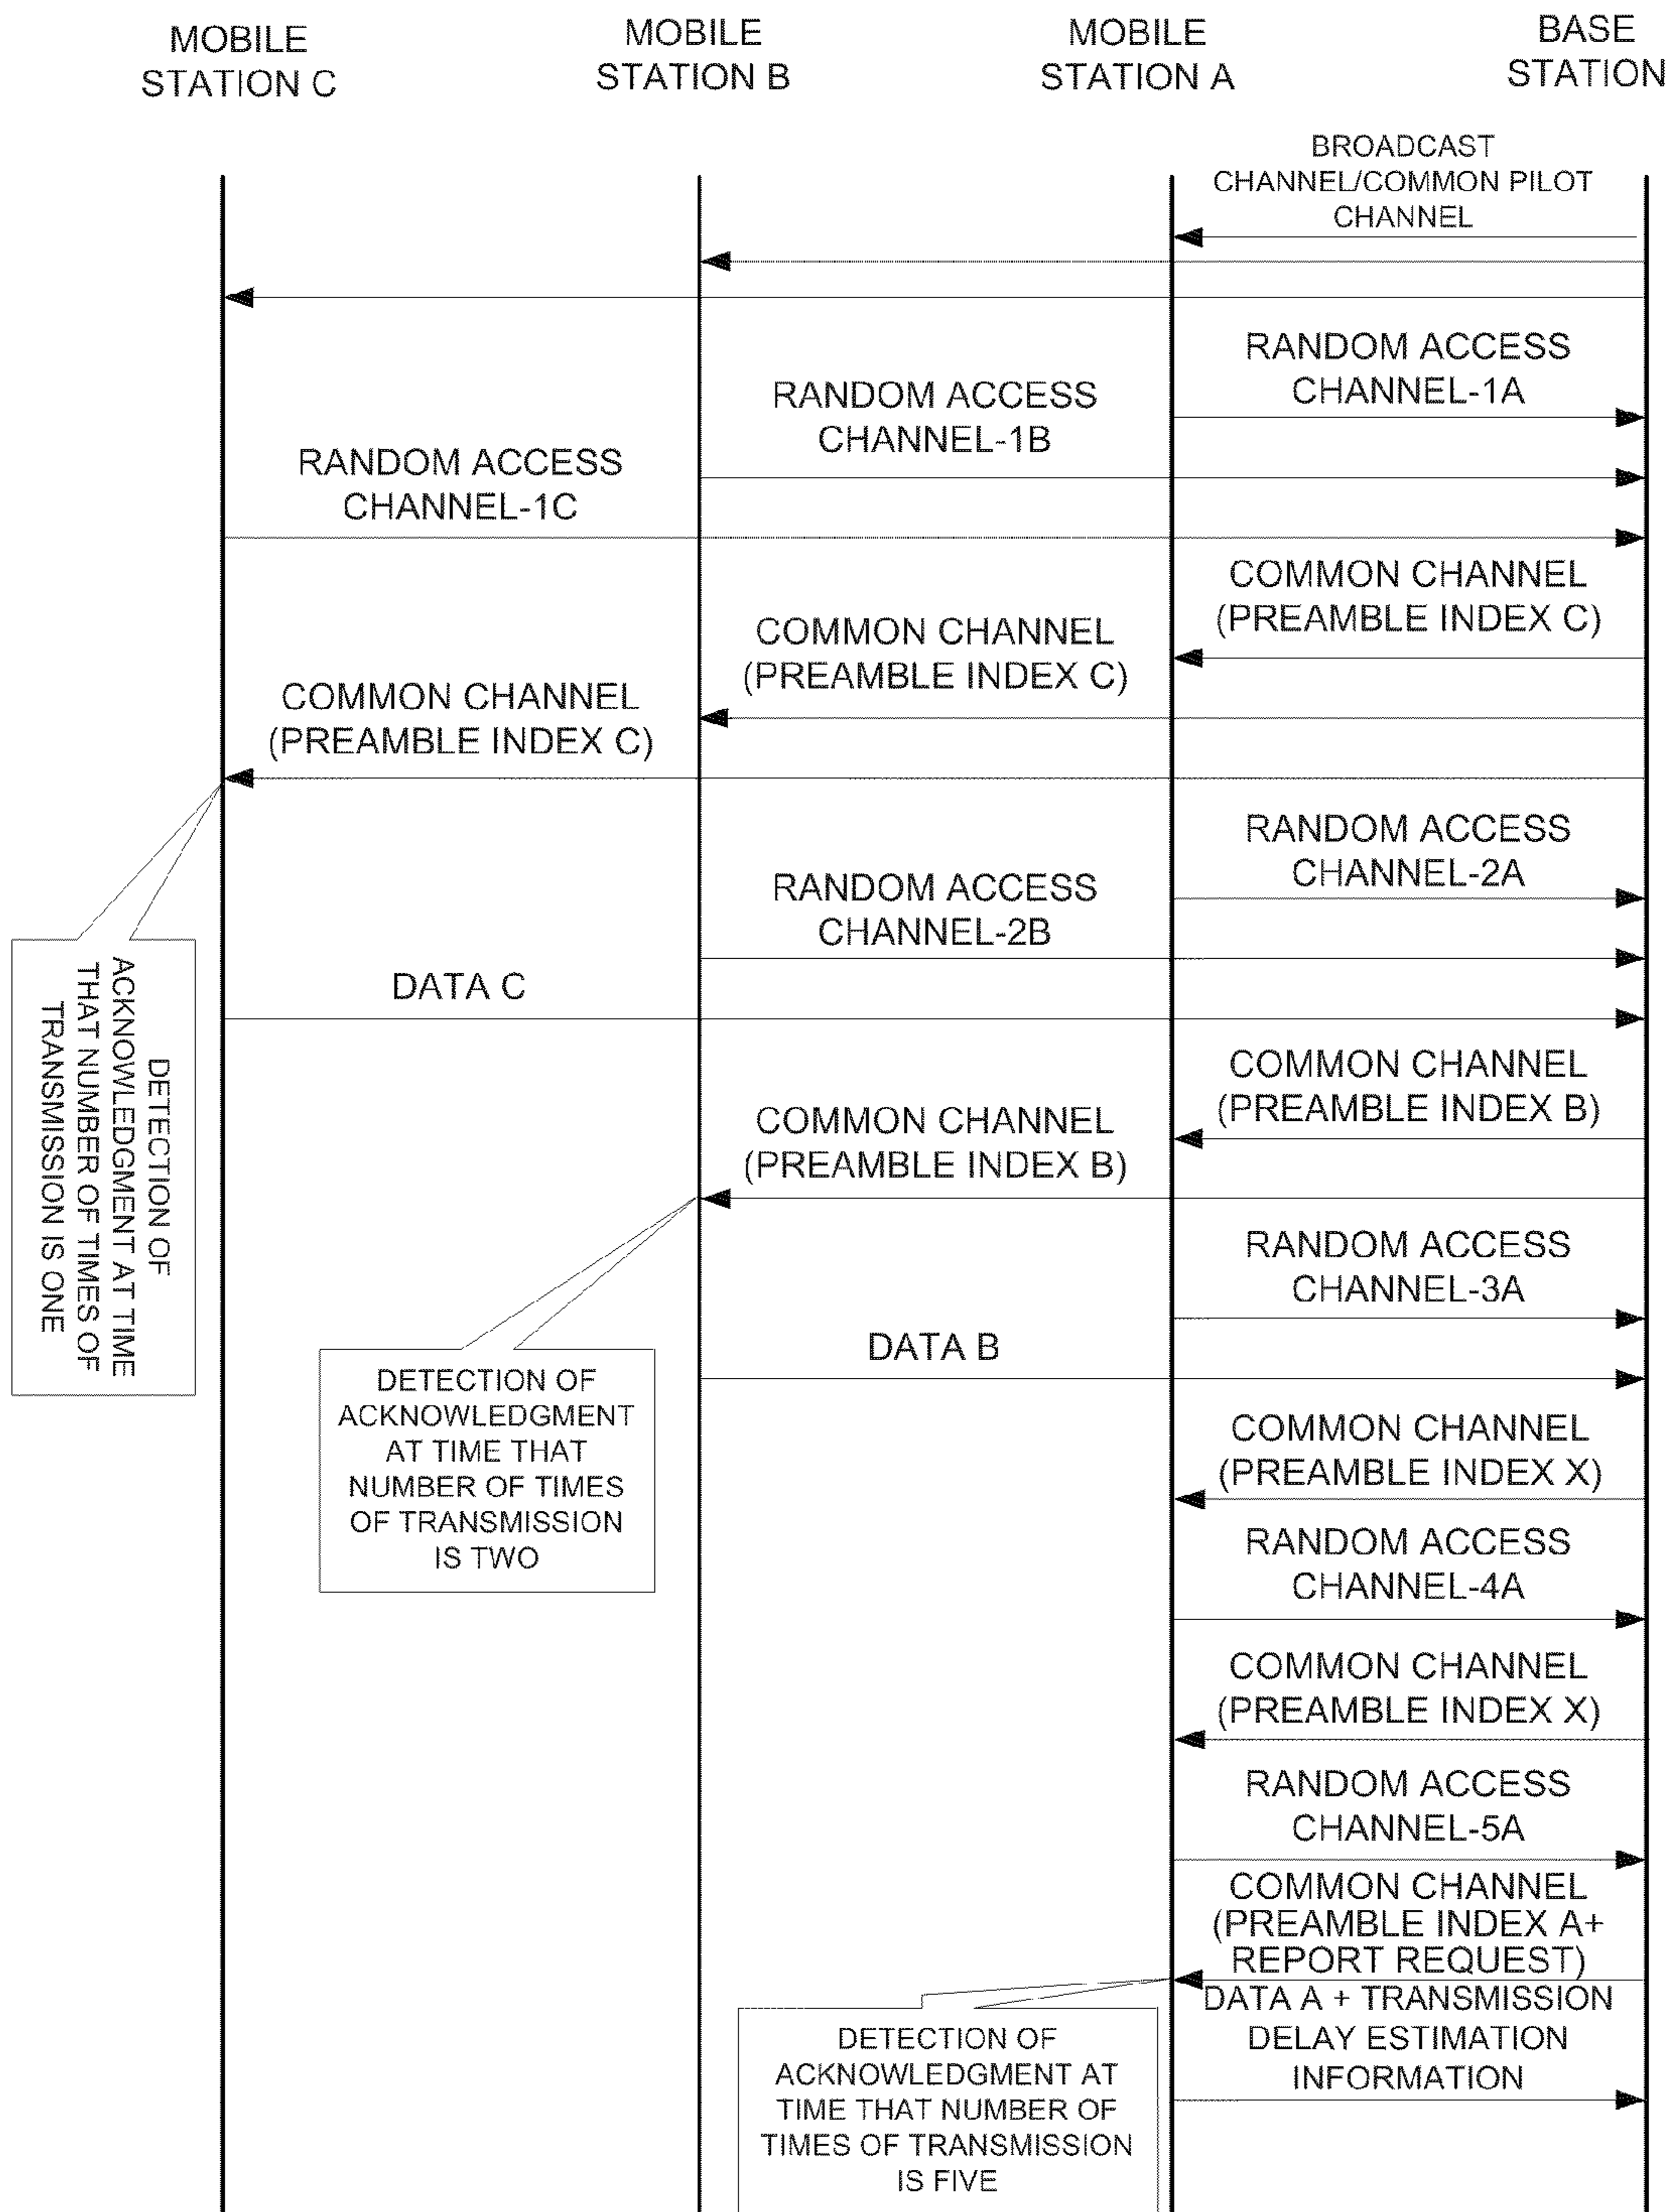 MOBILE
STATION C
MOBILE
STATION B
MOBILE
STATION A
BASE
STATION
BROADCAST
CHANNEL/COMMON PILOT
CHANNEL
RANDOM ACCESS
CHANNEL-1A
RANDOM ACCESS
CHANNEL-1B
RANDOM ACCESS
CHANNEL-1C
COMMON CHANNEL
(PREAMBLE INDEX C)
COMMON CHANNEL
(PREAMBLE INDEX C)
COMMON CHANNEL
(PREAMBLE INDEX C)
RANDOM ACCESS
CHANNEL-2A
RANDOM ACCESS
CHANNEL-2B
DATA C
DETECTION OF
ACKNOWLEDGMENT AT TIME
THAT NUMBER OF TIMES OF
TRANSMISSION IS ONE
COMMON CHANNEL
(PREAMBLE INDEX B)
COMMON CHANNEL
(PREAMBLE INDEX B)
RANDOM ACCESS
CHANNEL-3A
DATA B
DETECTION OF
ACKNOWLEDGMENT
AT TIME THAT
NUMBER OF TIMES
OF TRANSMISSION
IS TWO
COMMON CHANNEL
(PREAMBLE INDEX X)
RANDOM ACCESS
CHANNEL-4A
COMMON CHANNEL
(PREAMBLE INDEX X)
RANDOM ACCESS
CHANNEL-5A
COMMON CHANNEL
(PREAMBLE INDEX A+
REPORT REQUEST)
DATA A + TRANSMISSION
DELAY ESTIMATION
INFORMATION
DETECTION OF
ACKNOWLEDGMENT AT
TIME THAT NUMBER OF
TIMES OF TRANSMISSION
IS FIVE